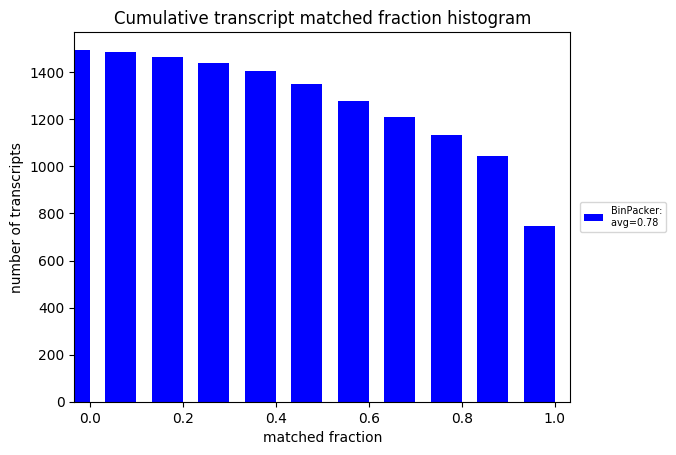 Cumulative transcript matched fraction histogram
number of transcripts
1400
1200
1000
800
600
400
200
0
0.0 0.2 0.4 0.6 0.8 1.0
matched fraction
BinPacker:
avg=0.78